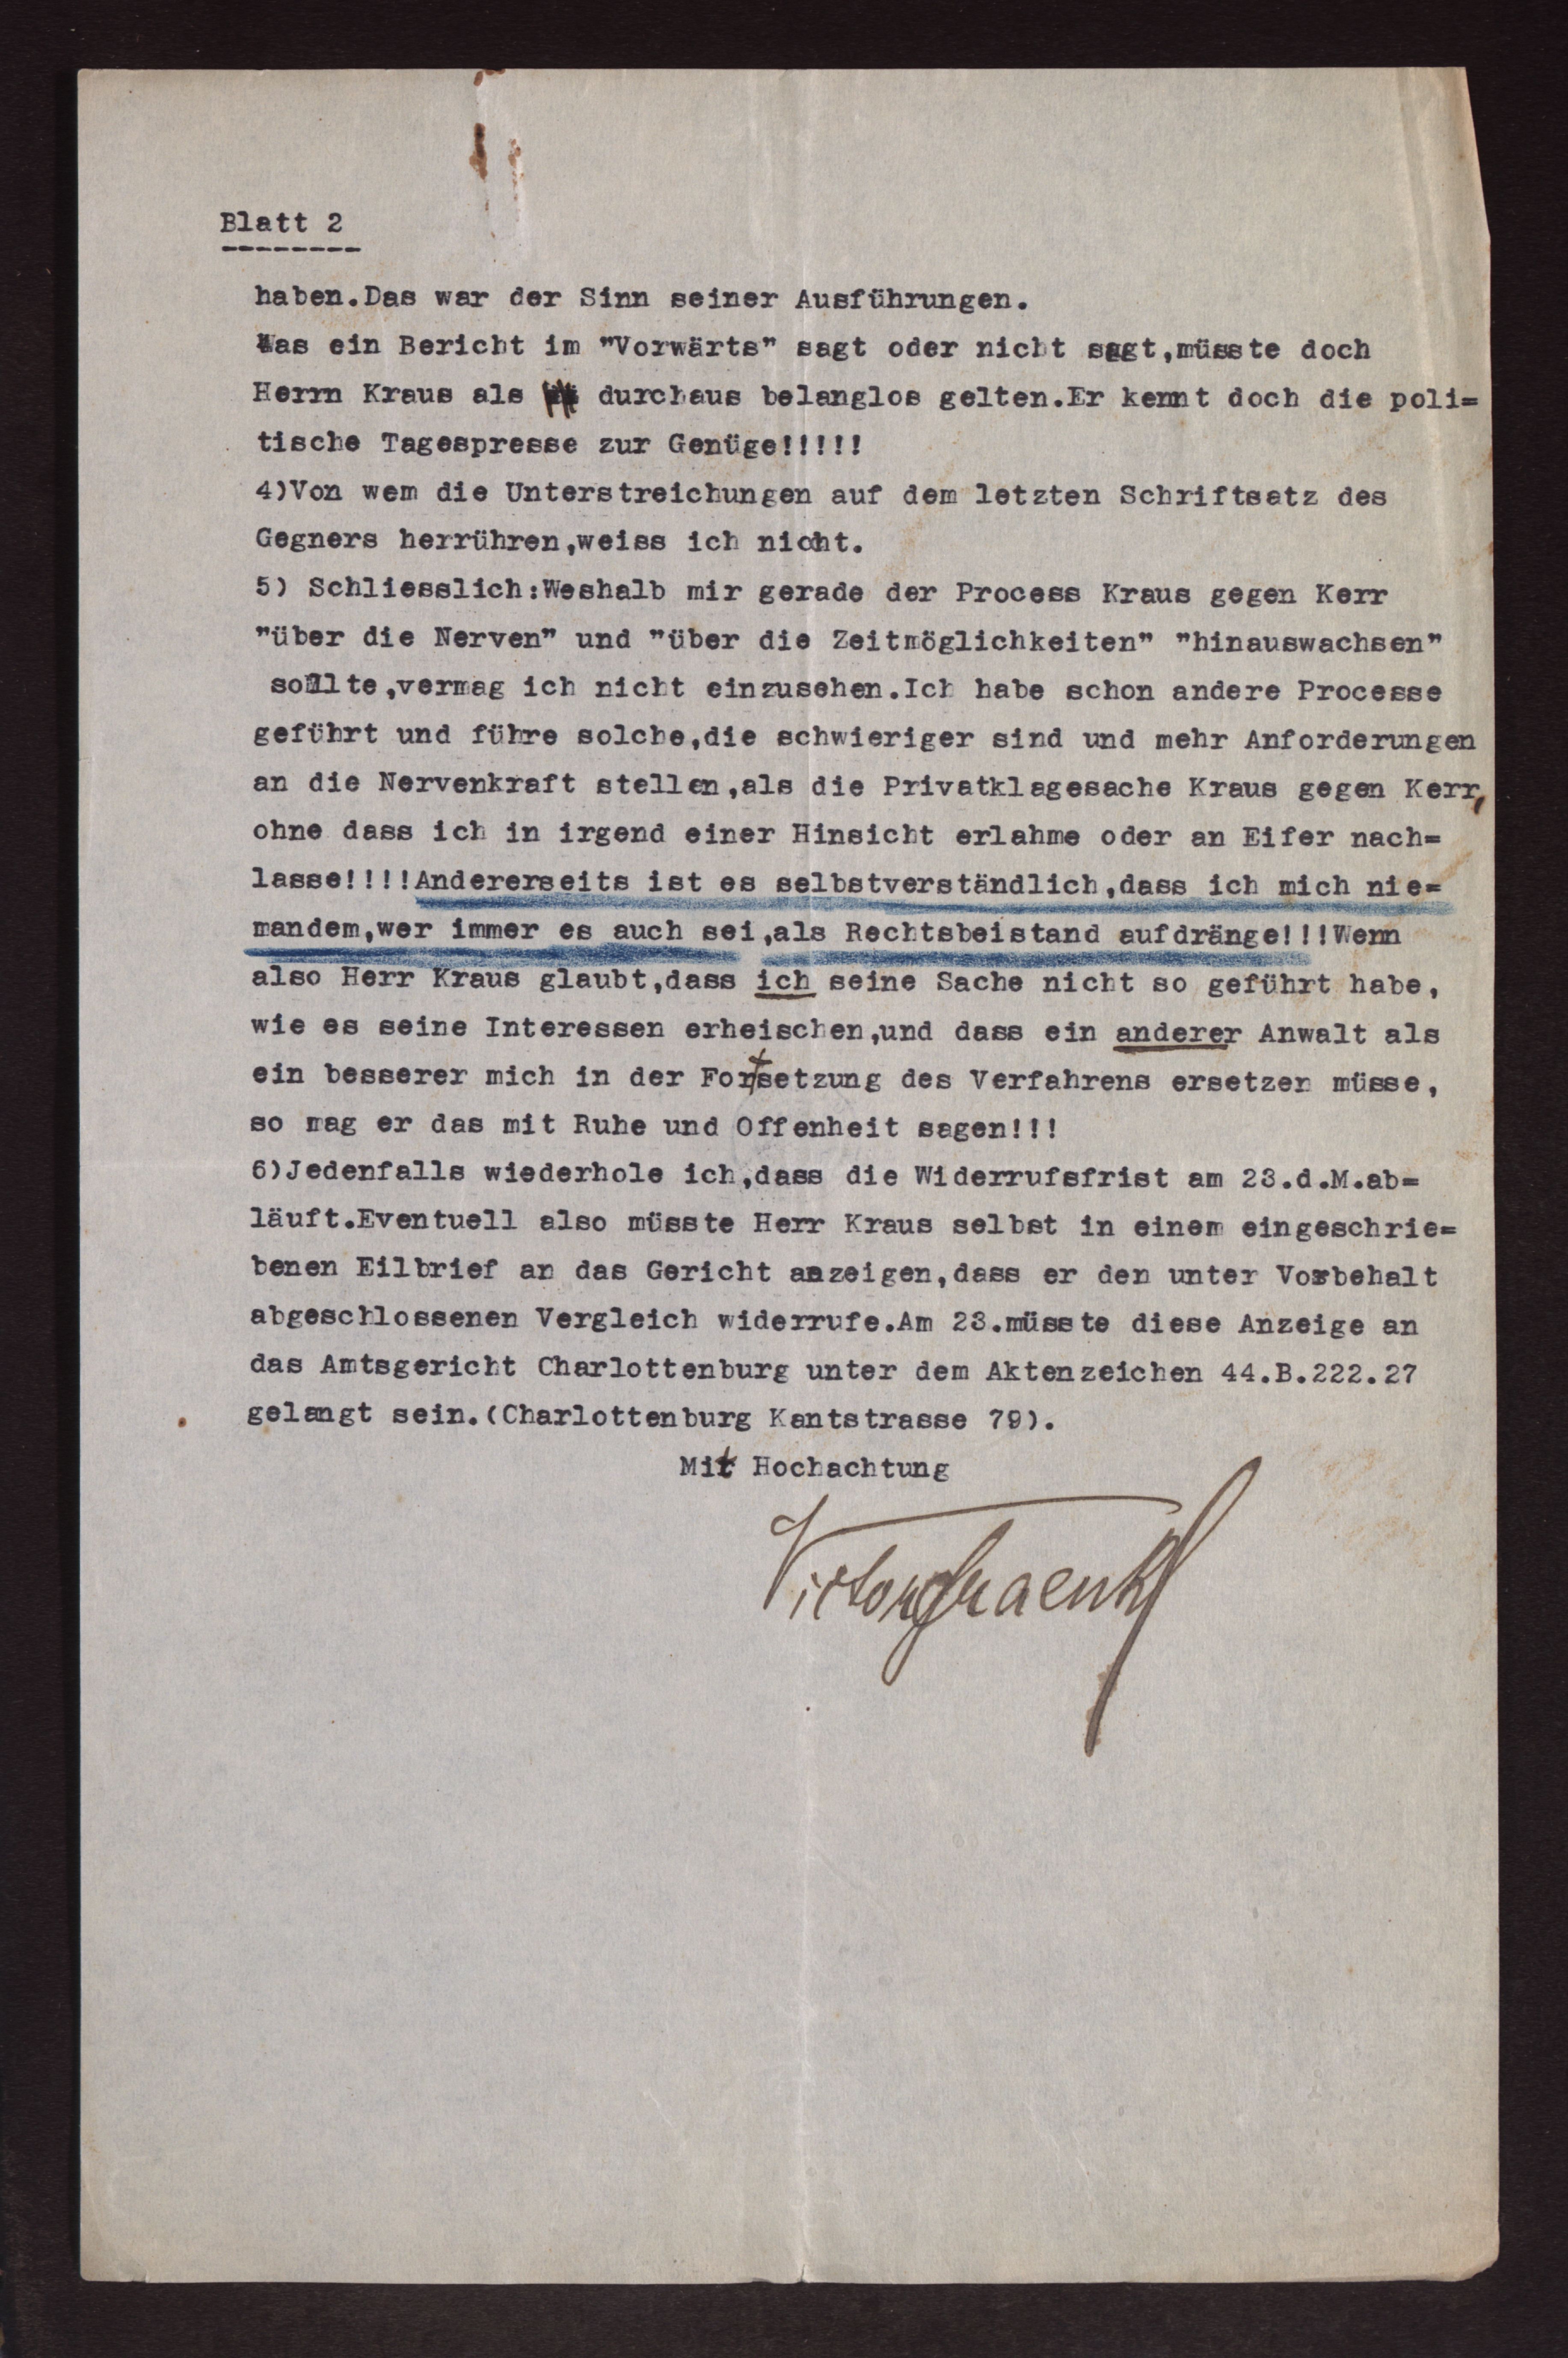 Blatt 2
--------
haben.Das war der Sinn seiner Ausführungen.
Was ein Bericht im "Vorwärts" sagt oder nicht sagt,müsste doch
Herrn Kraus als durchaus belanglos gelten.Er kennt doch die poli=
tische Tagespresse zur Genüge!!!!!
4)Von wem die Unterstreichungen auf dem letzten Schriftsatz des
Gegners herrühren,weiss ich nicht.
5) Schliesslich:Weshalb mir gerade der Process Kraus gegen Kerr
"über die Nerven" und "über die Zeitmöglichkeiten" "hinauswachsen"
sollte,vermag ich nicht einzusehen.Ich habe schon andere Processe
geführt und führe solche,die schwieriger sind und mehr Anforderungen
an die Nervenkraft stellen,als die Privatklagesache Kraus gegen Kerr,
ohne dass ich in irgend einer Hinsicht erlahme oder an Eifer nach=
lasse!!!!Andererseits ist es selbstverständlich,dass ich mich nie=
mandem,wer immer es auch sei,als Rechtsbeistand aufdränge!!!Wenn
also Herr Kraus glaubt,dass ich seine Sache nicht so geführt habe,
wie es seine Interessen erheischen,und dass ein anderer Anwalt als
ein besserer mich in der Fortsetzung des Verfahrens ersetzen müsse,
so mag er das mit Ruhe und Offenheit sagen!!!
6)Jedenfalls wiederhole ich,dass die Widerrufsfrist am 23.d.M.ab=
läuft.Eventuell also müsste Herr Kraus selbst in einem eingeschrie=
benen Eilbrief an das Gericht anzeigen,dass er den unter Vorbehalt
abgeschlossenen Vergleich widerrufe.Am 23.müsste diese Anzeige an
das Amtsgericht Charlottenburg unter dem Aktenzeichen 44.B.222.27
gelangt sein.(Charlottenburg Kantstrasse 79).
Mit Hochachtung
Victor Fraenkl